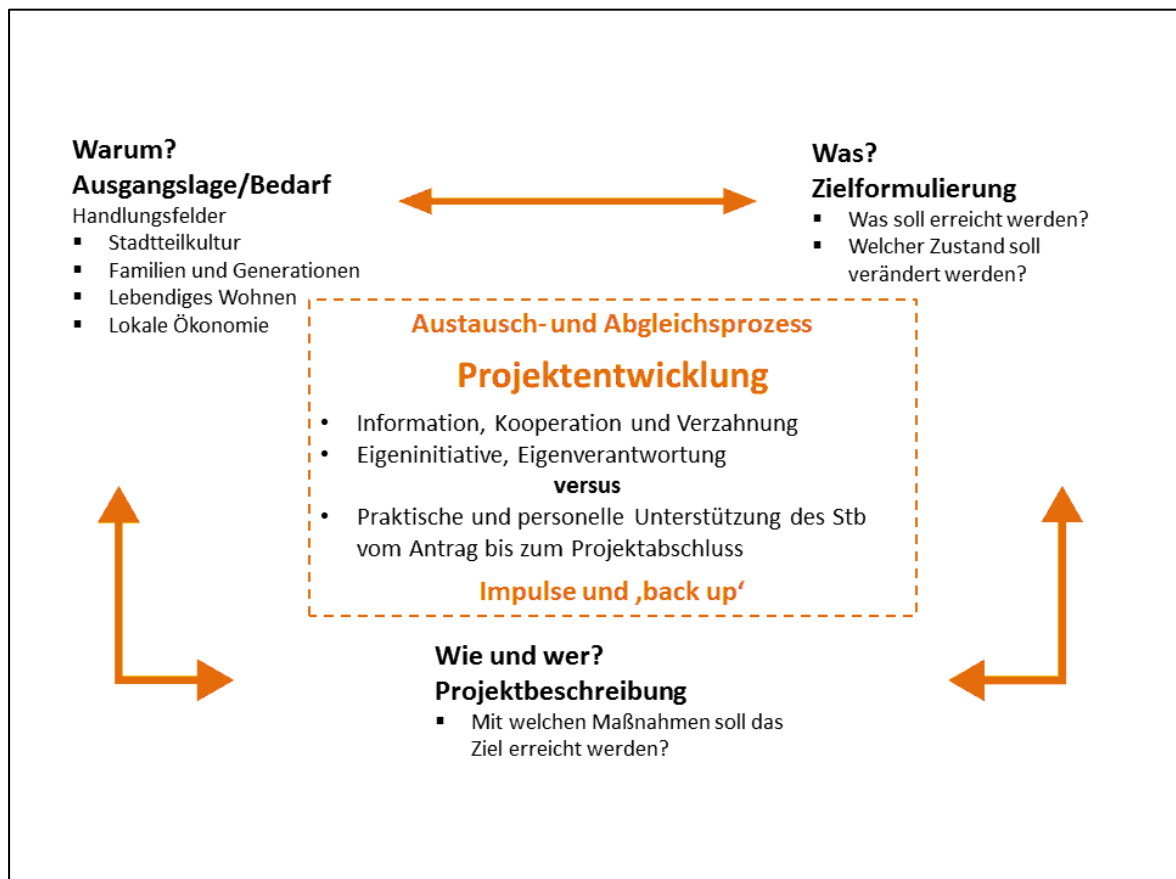 Warum?
Ausgangslage/Bedarf
Handlungsfelder
▪ Stadtteilkultur
▪ Familien und Generationen
▪ Lebendiges Wohnen
▪ Lokale Ökonomie
Was?
Zielformulierung
▪ Was soll erreicht werden?
▪ Welcher Zustand soll
verändert werden?
Austausch- und Abgleichsprozess
Projektentwicklung
• Information, Kooperation und Verzahnung
• Eigeninitiative, Eigenverantwortung
versus
• Praktische und personelle Unterstützung des Stb
vom Antrag bis zum Projektabschluss
Impulse und ‚back up‘
Wie und wer?
Projektbeschreibung
▪ Mit welchen Maßnahmen soll das
Ziel erreicht werden?